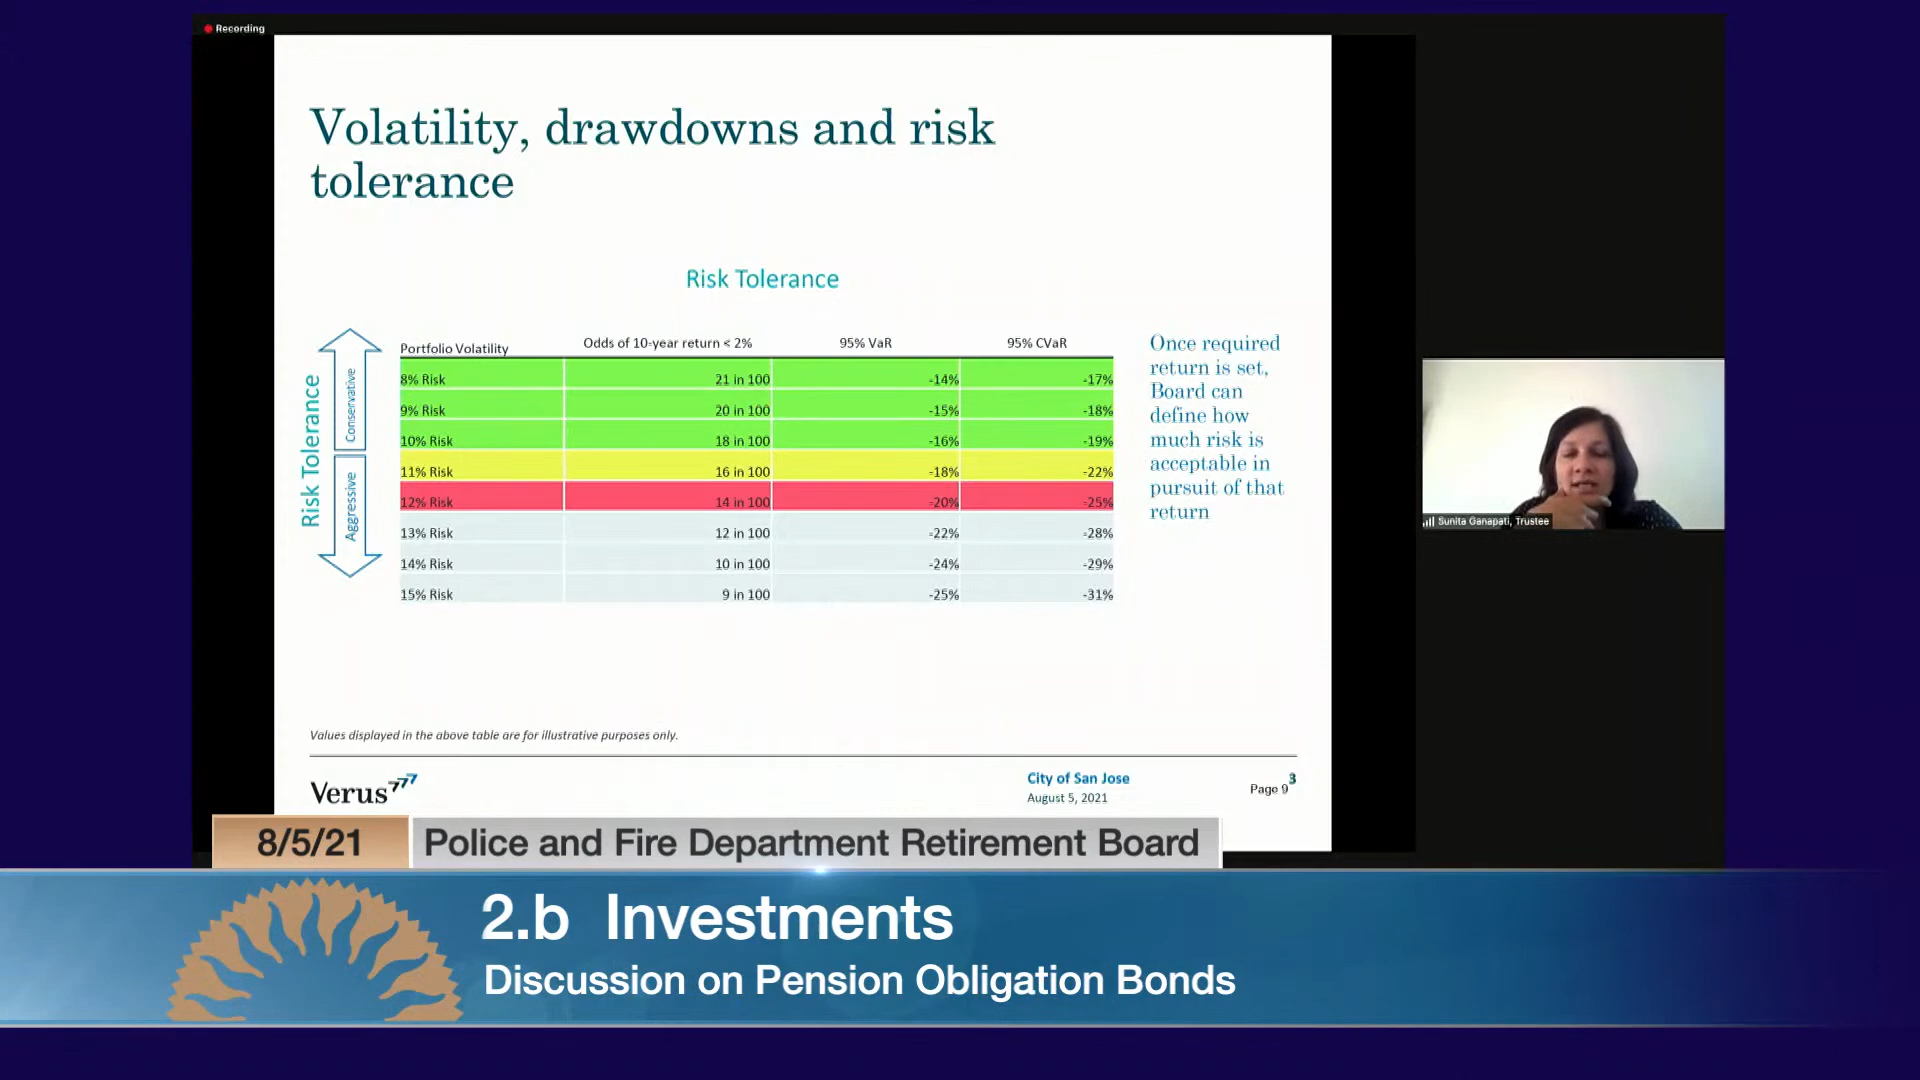 Recording
Volatility, drawdowns and risk
tolerance
Risk Tolerance
Risk Tolerance
Conservative
Aggressive
Portfolio Volatility Odds of 10-year return < 2% 95% VaR 95% CVaR
8% Risk 21 in 100 -14% -17%
9% Risk 20 in 100 -15% -18%
10% Risk 18 in 100 -16% -19%
11% Risk 16 in 100 -18% -22%
12% Risk 14 in 100 -20% -25%
13% Risk 12 in 100 -22% -28%
14% Risk 10 in 100 -24% -29%
15% Risk 9 in 100 -25% -31%
Once required
return is set,
Board can
define how
much risk is
acceptable in
pursuit of that
return
Sunita Ganapati, Trustee
Values displayed in the above table are for illustrative purposes only.
Verus777
City of San Jose
August 5, 2021
3
Page 9
8/5/21 Police and Fire Department Retirement Board
2.b Investments
Discussion on Pension Obligation Bonds